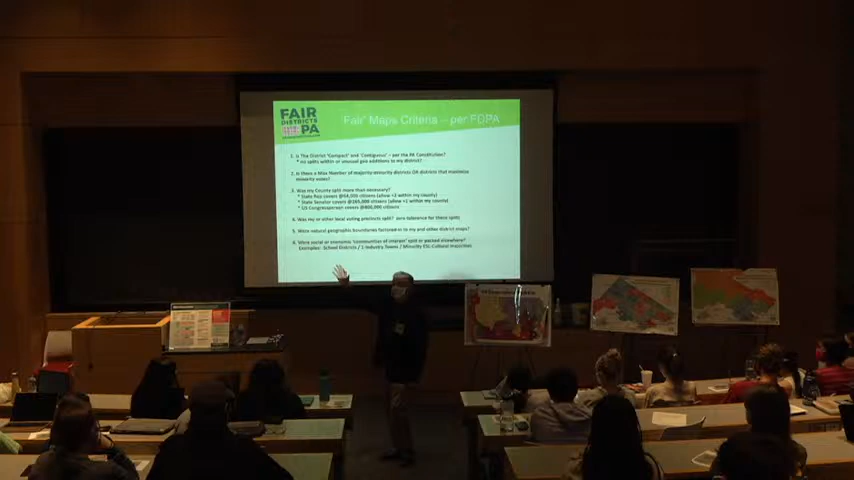 FAIR
DISTRICTS
PA
'Fair' Maps Criteria – per FDPA
1. Is The District 'Compact' and 'Contiguous' – per the PA Constitution?
* no splits within or unusual geo additions to my district?
2. Is there a Max Number of majority-minority districts OR districts that maximize
minority voice?
3. Was my County split more than necessary?
* State Rep covers @64,000 citizens (allow <2 within my county)
* State Senator covers @265,000 citizens (allow <1 within my county)
* US Congressperson covers @800,000 citizens
4. Was my or other local voting precincts split? zero tolerance for these splits
5. Were natural geographic boundaries factored-in to my and other district maps?
6. Were social or economic 'communities of interest' split or packed elsewhere?
Examples: School Districts / 1-Industry Towns / Minority ESL-Cultural majorities